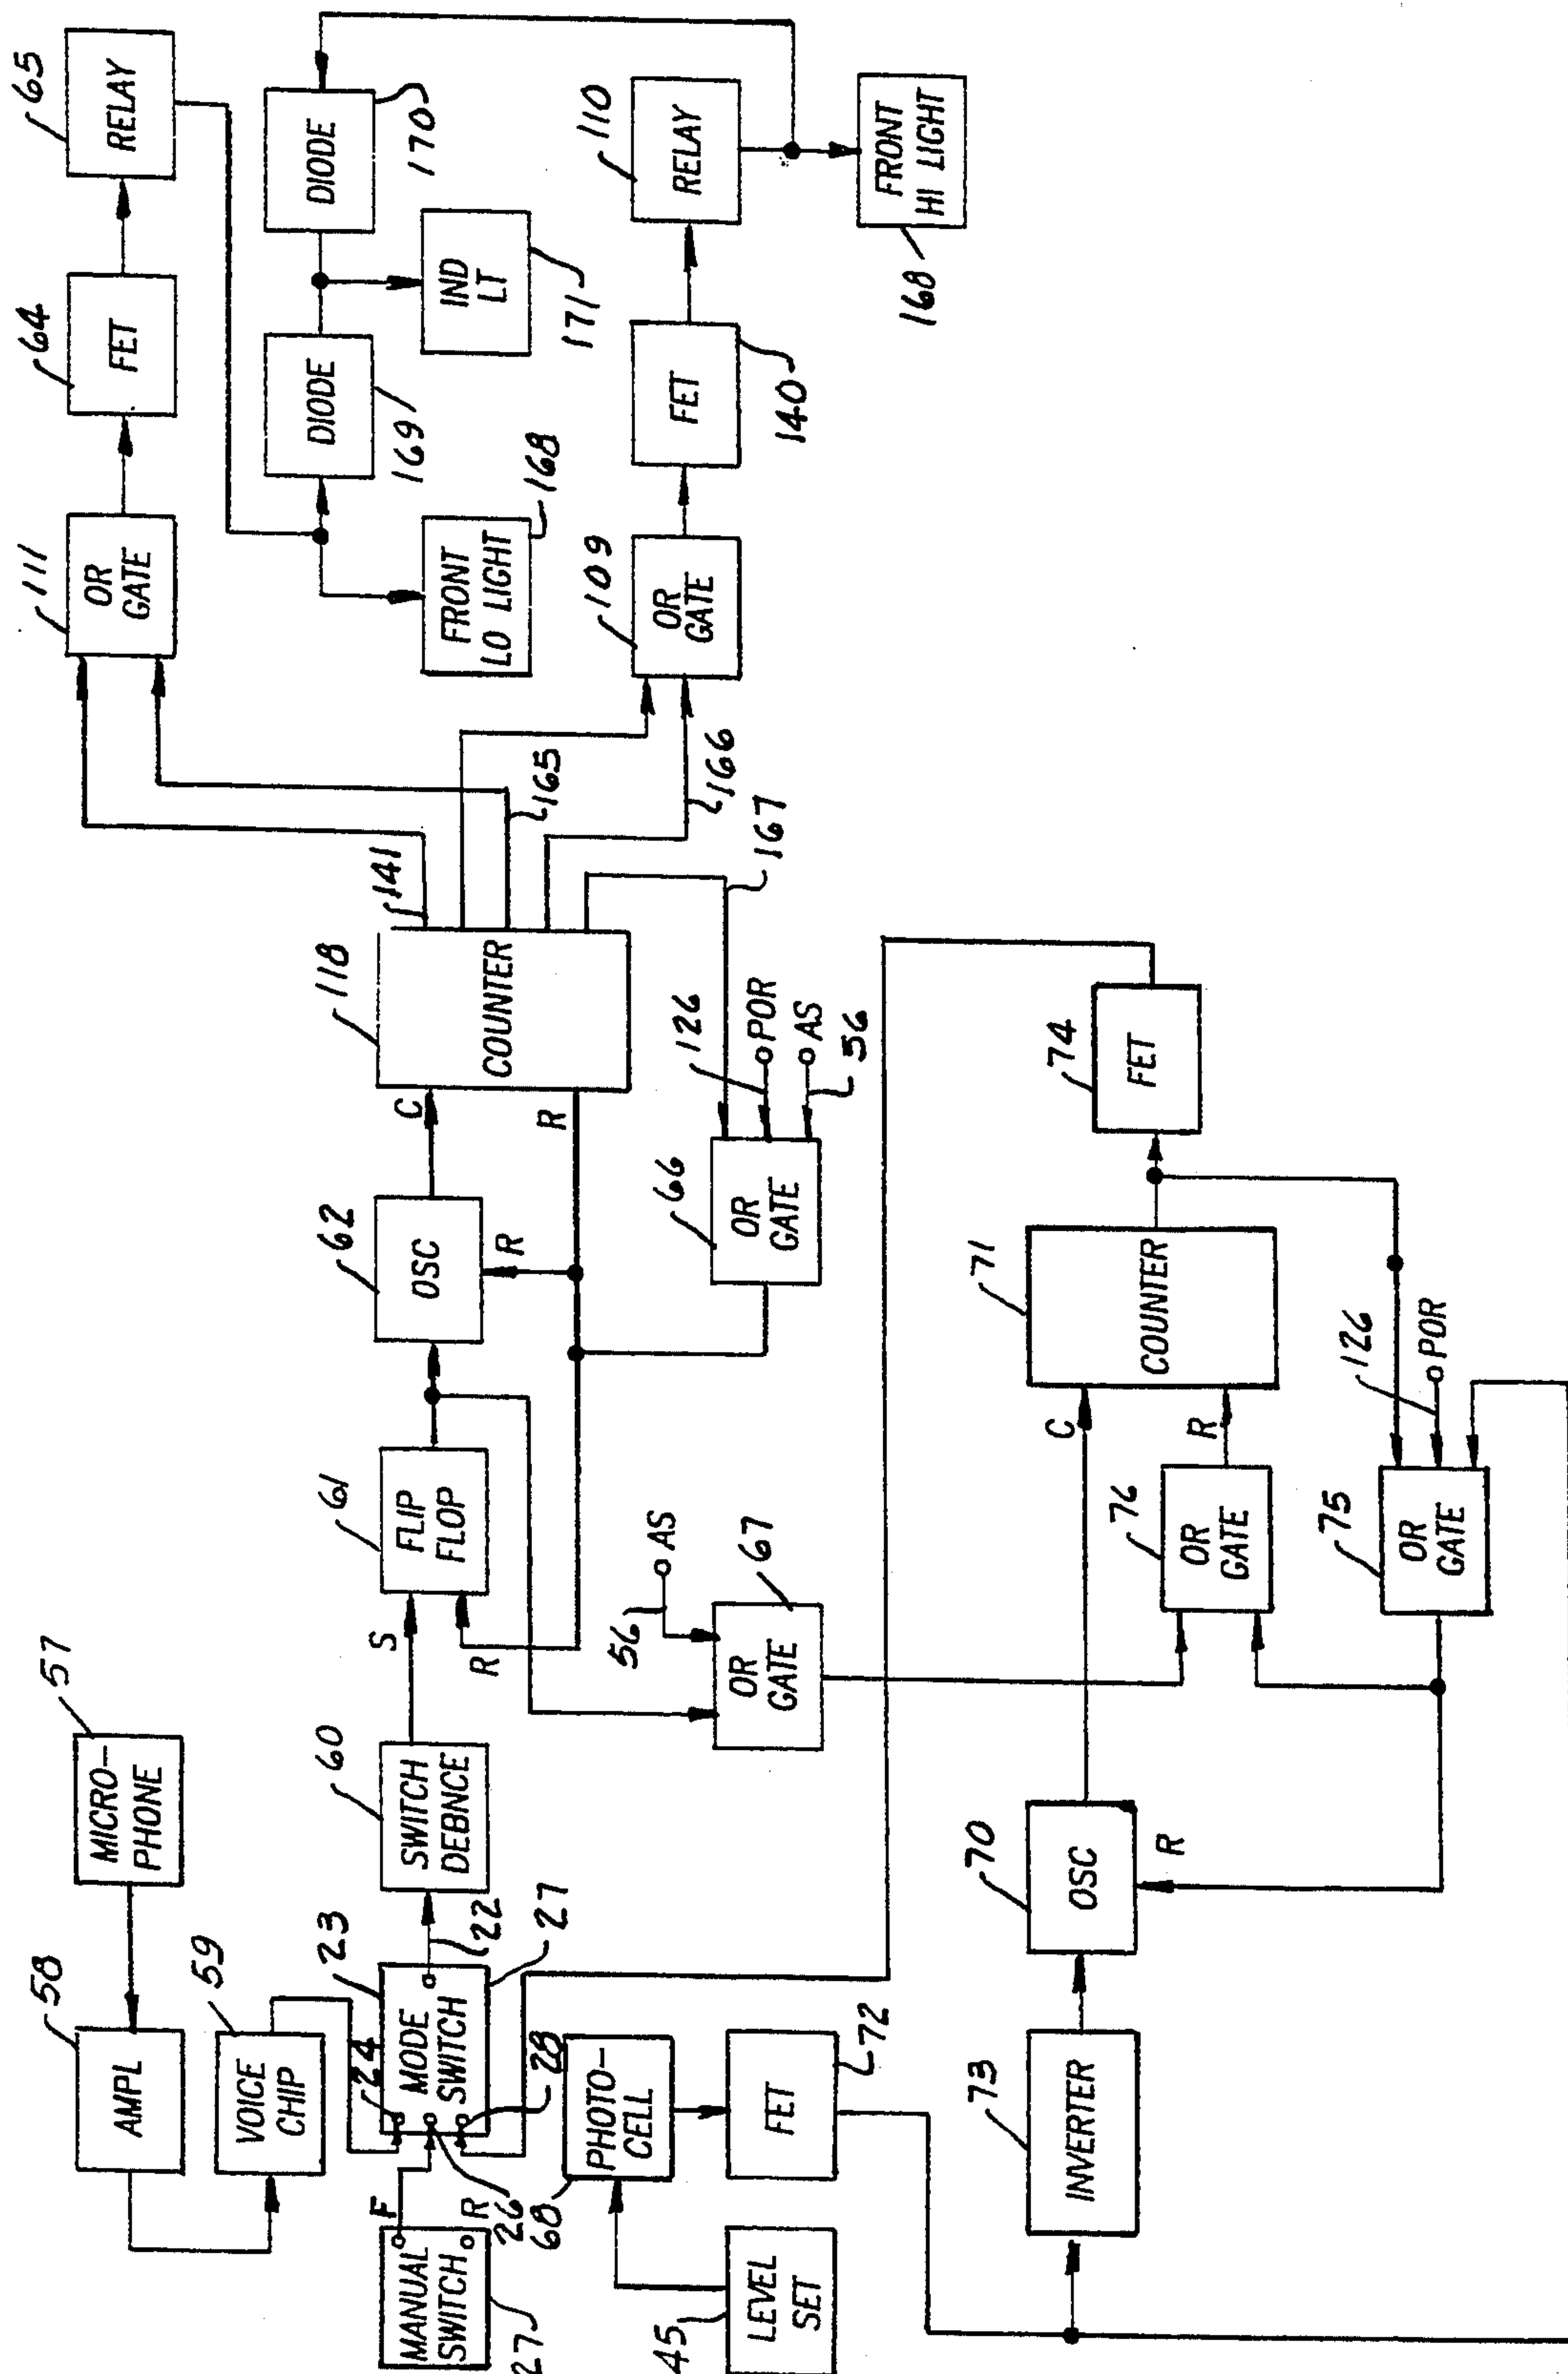 57
MICRO-
PHONE
58
AMPL
59
VOICE
CHIP
F
R
MANUAL
SWITCH
27
24
23
MODE
SWITCH
26
28
22
27
60
SWITCH
DEBNCE
S
R
61
FLIP
FLOP
62
OSC
R
C
R
118
COUNTER
141
165
166
167
111
OR
GATE
64
FET
65
RELAY
DIODE
169
DIODE
170
FRONT
LO LIGHT
168
IND
LT
171
109
OR
GATE
FET
140
RELAY
110
FRONT
HI LIGHT
168
66
OR
GATE
126
POR
AS
56
56
AS
OR
GATE
67
45
LEVEL
SET
68
PHOTO-
CELL
FET
72
73
INVERTER
70
OSC
R
C
R
76
OR
GATE
75
OR
GATE
126
POR
71
COUNTER
74
FET